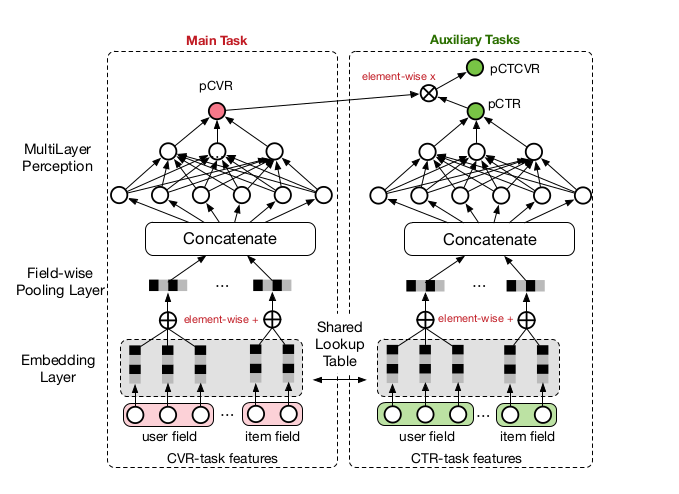 Main Task
Auxiliary Tasks
pCTCVR
element-wise x
pCVR
pCTR
MultiLayer
Perception
Concatenate
Concatenate
Field-wise
Pooling Layer
...
...
element-wise +
element-wise +
Shared
Lookup
Table
Embedding
Layer
...
...
user field
item field
user field
item field
CVR-task features
CTR-task features